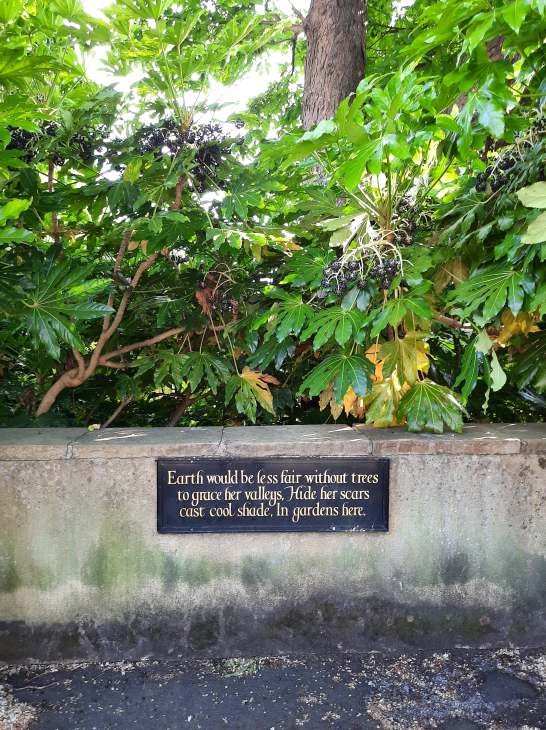 Earth would be less fair without trees
to grace her valleys, Hide her scars
cast cool shade, In gardens here.